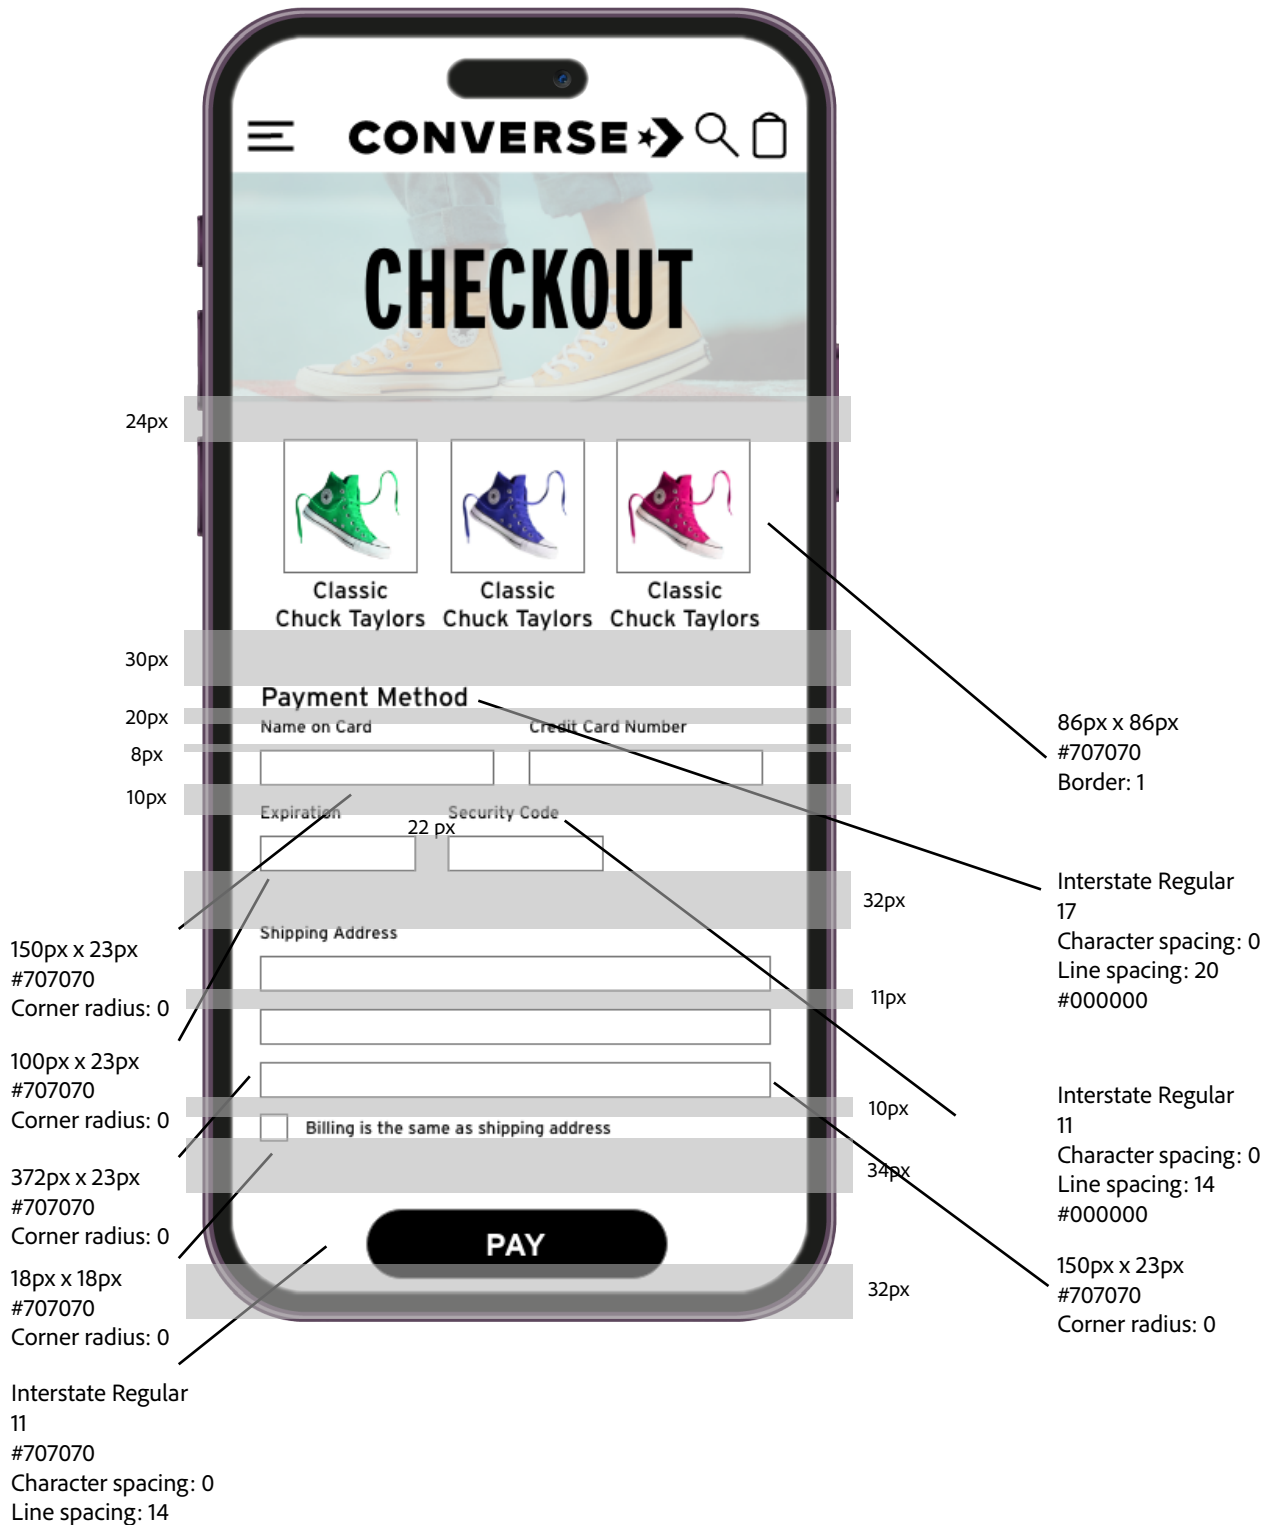 CONVERSE
CHECKOUT
24px
Classic
Chuck Taylors
Classic
Chuck Taylors
Classic
Chuck Taylors
30px
Payment Method
20px
Name on Card
Credit Card Number
8px
10px
Expiration
Security Code
22 px
32px
Shipping Address
11px
10px
Billing is the same as shipping address
34px
PAY
32px
150px x 23px
#707070
Corner radius: 0
100px x 23px
#707070
Corner radius: 0
372px x 23px
#707070
Corner radius: 0
18px x 18px
#707070
Corner radius: 0
Interstate Regular
11
#707070
Character spacing: 0
Line spacing: 14
86px x 86px
#707070
Border: 1
Interstate Regular
17
Character spacing: 0
Line spacing: 20
#000000
Interstate Regular
11
Character spacing: 0
Line spacing: 14
#000000
150px x 23px
#707070
Corner radius: 0